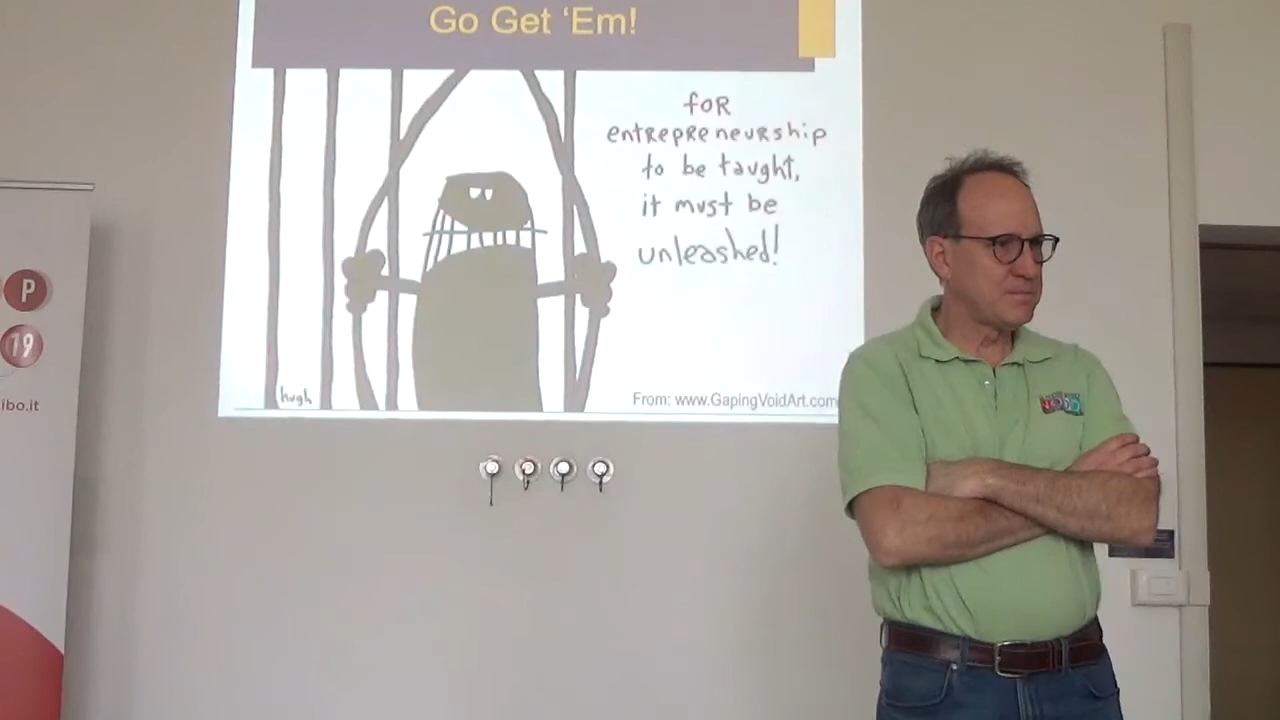 Go Get ‘Em!
for
entrepreneurship
to be taught,
it must be
unleashed!
hugh
From: www.GapingVoidArt.com
P
19
ibo.it